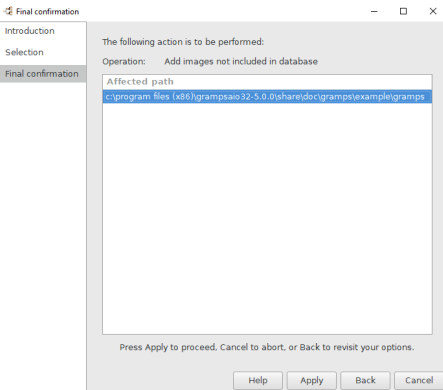 Final confirmation
Introduction
Selection
Final confirmation
The following action is to be performed:
Operation: Add images not included in database
Affected path
c:\program files (x86)\grampsaio32-5.0.0\share\doc\gramps\example\gramps
Press Apply to proceed, Cancel to abort, or Back to revisit your options.
Help Apply Back Cancel